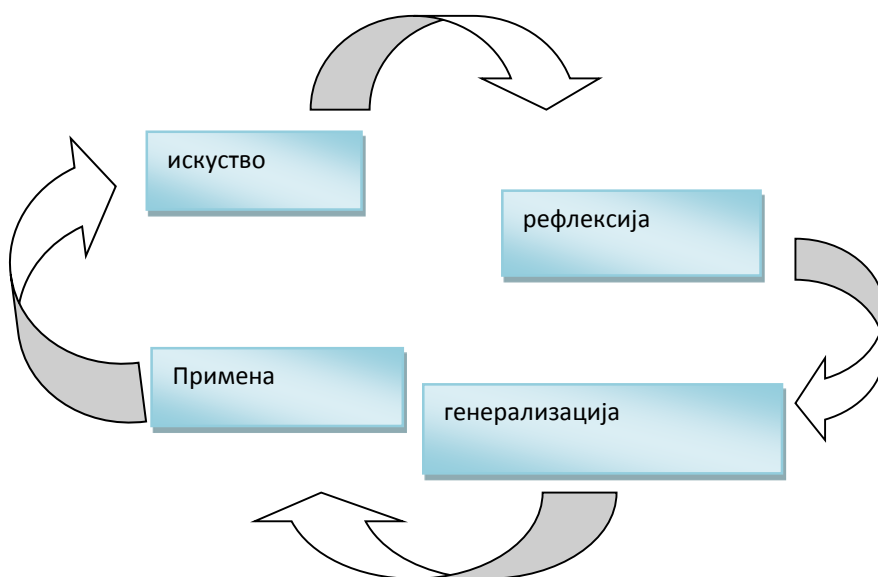 искуство
рефлексија
генерализација
Примена